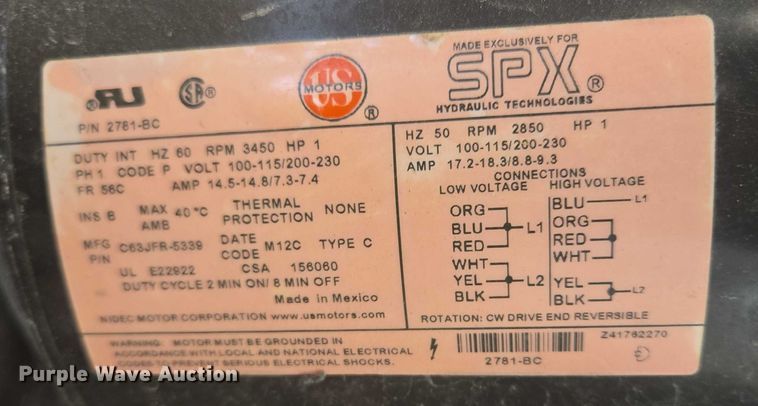 MADE EXCLUSIVELY FOR
US
MOTORS
®
SPX®
HYDRAULIC TECHNOLOGIES
P/N 2781-BC
DUTY INT HZ 60 RPM 3450 HP 1
PH 1 CODE P VOLT 100-115/200-230
FR 56C AMP 14.5-14.8/7.3-7.4
INS B MAX AMB 40°C THERMAL PROTECTION NONE
MFG P/N C63JFR-5339 DATE CODE M12C TYPE C
UL E22922 CSA 156060
DUTY CYCLE 2 MIN ON/ 8 MIN OFF
Made in Mexico
NIDEC MOTOR CORPORATION www.usmotors.com
HZ 50 RPM 2850 HP 1
VOLT 100-115/200-230
AMP 17.2-18.3/8.8-9.3
CONNECTIONS
LOW VOLTAGE HIGH VOLTAGE
ORG
BLU L1
RED
WHT
YEL L2
BLK
BLU L1
ORG
RED
WHT
YEL L2
BLK
ROTATION: CW DRIVE END REVERSIBLE
WARNING: MOTOR MUST BE GROUNDED IN
ACCORDANCE WITH LOCAL AND NATIONAL ELECTRICAL
CODES TO PREVENT SERIOUS ELECTRICAL SHOCKS.
2781-BC
Z41762270
Purple Wave Auction